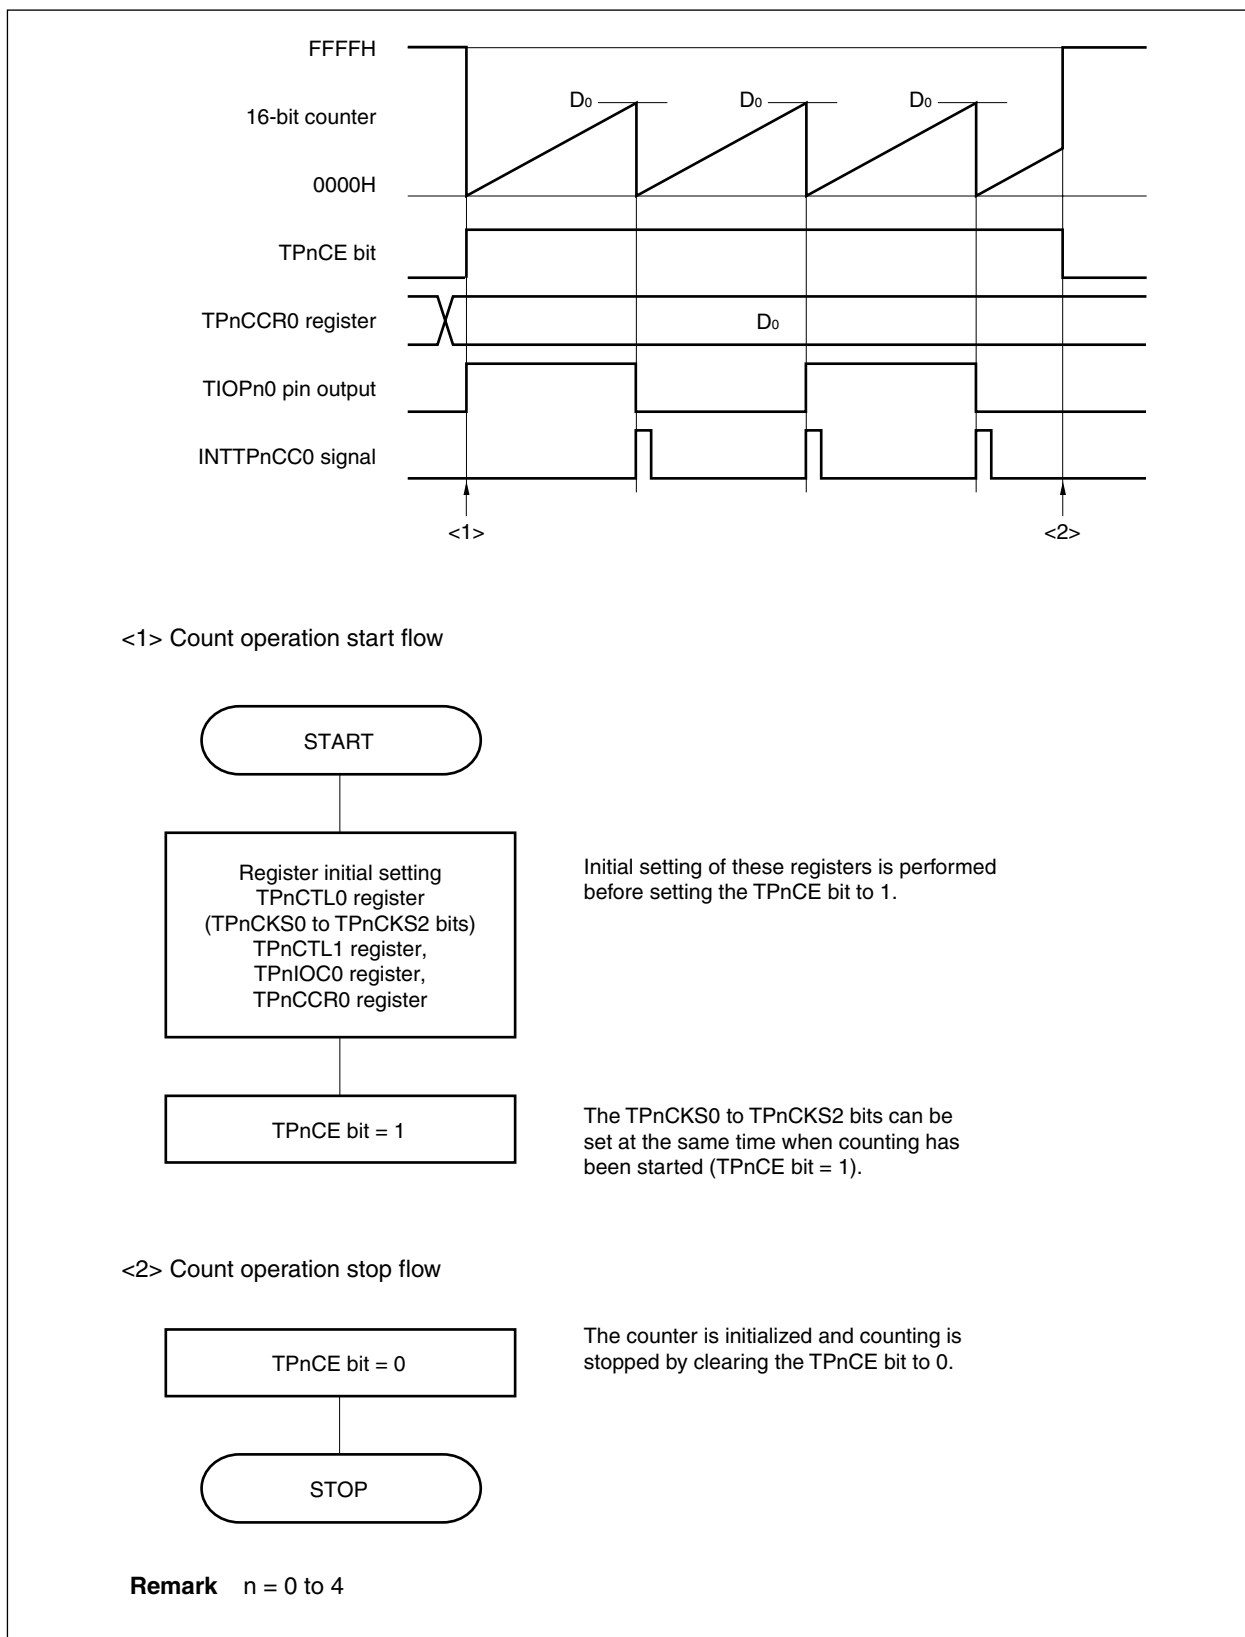 FFFFH
D0 D0 D0
16-bit counter
0000H
TPnCE bit
TPnCCR0 register D0
TIOPn0 pin output
INTTPnCC0 signal
<1> <2>
<1> Count operation start flow
START
Register initial setting
TPnCTL0 register
(TPnCKS0 to TPnCKS2 bits)
TPnCTL1 register,
TPnIOC0 register,
TPnCCR0 register
Initial setting of these registers is performed
before setting the TPnCE bit to 1.
TPnCE bit = 1
The TPnCKS0 to TPnCKS2 bits can be
set at the same time when counting has
been started (TPnCE bit = 1).
<2> Count operation stop flow
TPnCE bit = 0
The counter is initialized and counting is
stopped by clearing the TPnCE bit to 0.
STOP
Remark n = 0 to 4